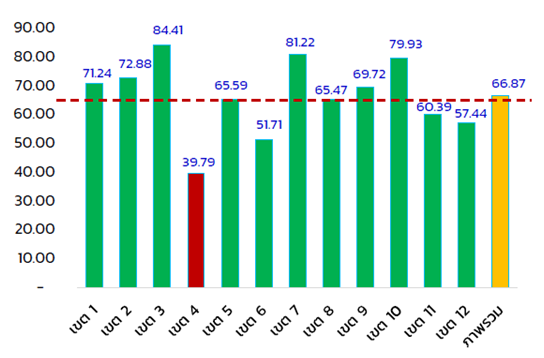 90.00
80.00
70.00
60.00
50.00
40.00
30.00
20.00
10.00
-
71.24
72.88
84.41
39.79
65.59
51.71
81.22
65.47
69.72
79.93
60.39
57.44
66.87
เขต 1
เขต 2
เขต 3
เขต 4
เขต 5
เขต 6
เขต 7
เขต 8
เขต 9
เขต 10
เขต 11
เขต 12
ภาพรวม